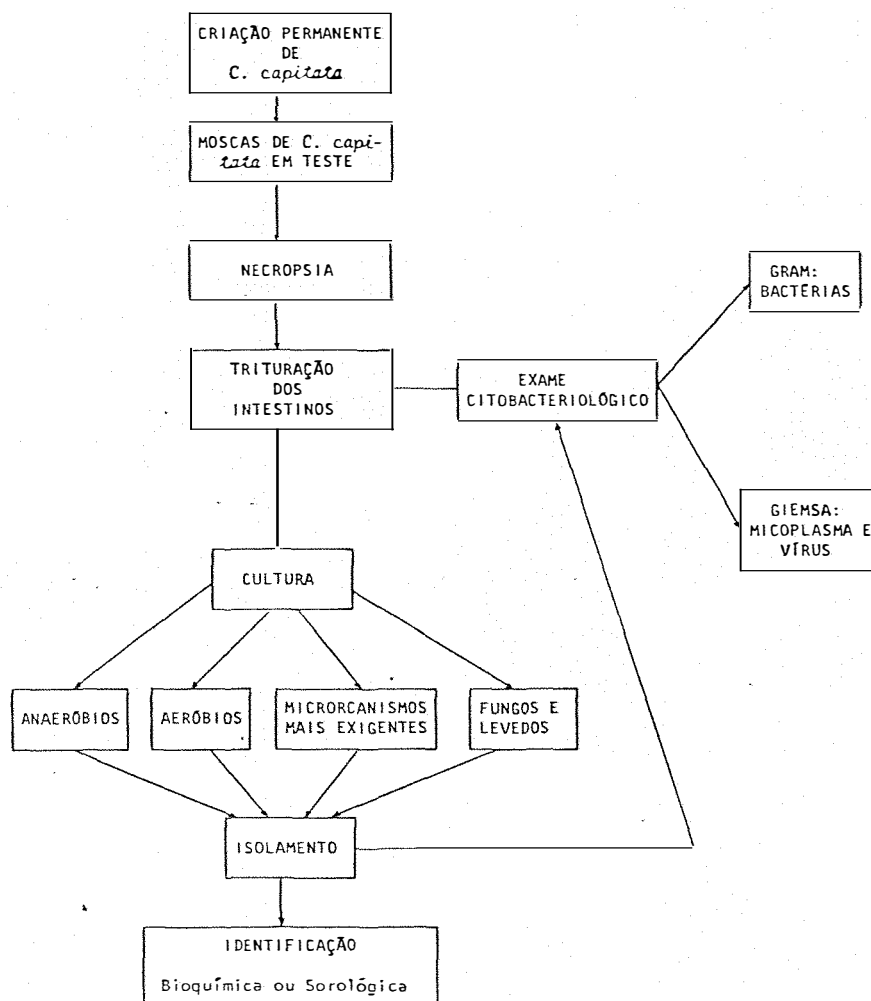 CRIAÇÃO PERMANENTE
DE
C. capitata
MOSCAS DE C. capi-
tata EM TESTE
NECROPSIA
TRITURAÇÃO
DOS
INTESTINOS
EXAME
CITOBACTERIOLÓGICO
GRAM:
BACTÉRIAS
GIEMSA:
MICOPLASMA E
VÍRUS
CULTURA
ANAERÓBIOS
AERÓBIOS
MICRORCANISMOS
MAIS EXIGENTES
FUNGOS E
LEVEDOS
ISOLAMENTO
IDENTIFICAÇÃO
Bioquímica ou Sorológica